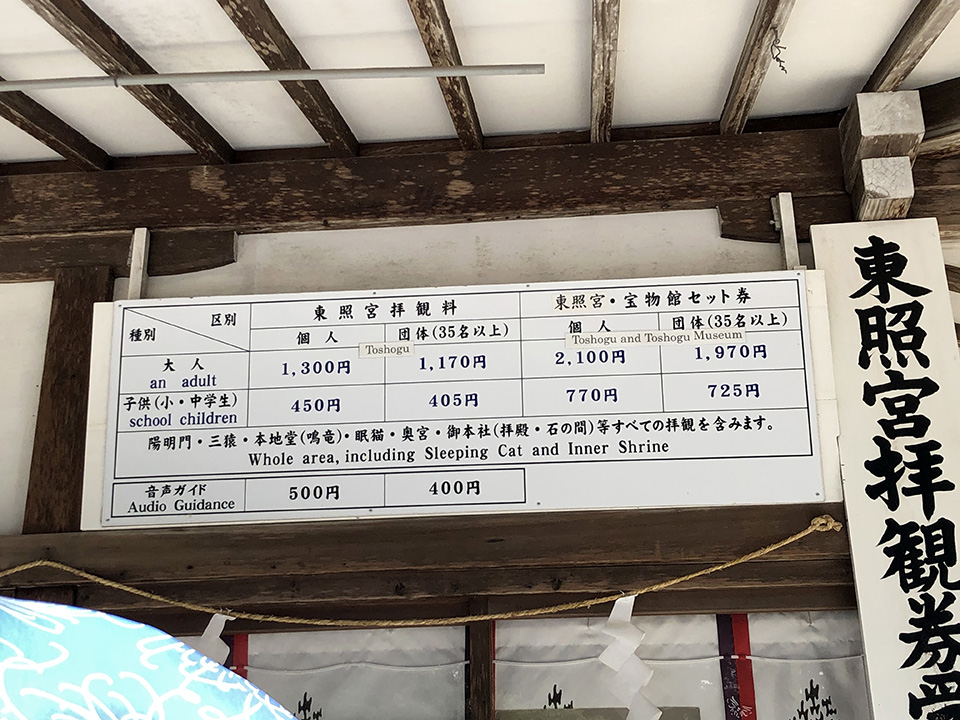 区別
種別
東照宮拝観料
東照宮・宝物館セット券
個人
団体(35名以上)
個人
団体(35名以上)
Toshogu
Toshogu and Toshogu Museum
大人
an adult
1,300円
1,170円
2,100円
1,970円
子供(小・中学生)
school children
450円
405円
770円
725円
陽明門・三猿・本地堂(鳴竜)・眠猫・奥宮・御本社(拝殿・石の間)等すべての拝観を含みます。
Whole area, including Sleeping Cat and Inner Shrine
音声ガイド
Audio Guidance
500円
400円
東照宮拝観券受